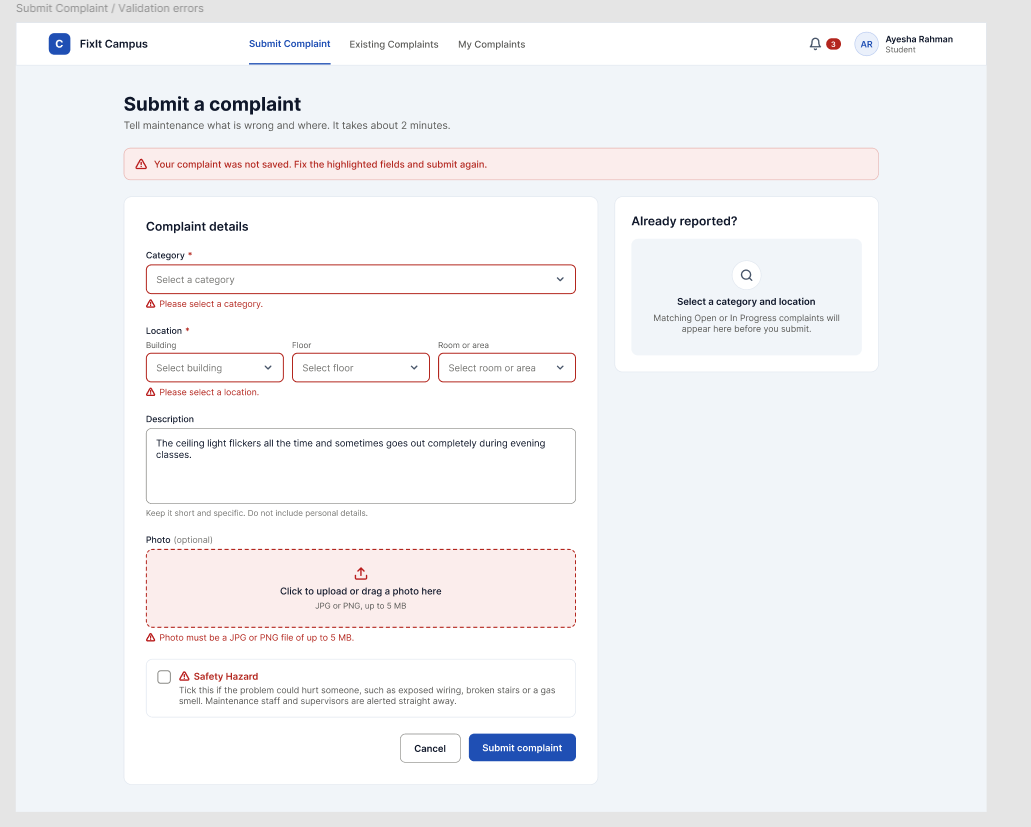 Submit Complaint / Validation errors
C FixIt Campus
Submit Complaint
Existing Complaints
My Complaints
3
AR
Ayesha Rahman
Student
Submit a complaint
Tell maintenance what is wrong and where. It takes about 2 minutes.
Your complaint was not saved. Fix the highlighted fields and submit again.
Complaint details
Category *
Select a category
Please select a category.
Location *
Building
Floor
Room or area
Select building
Select floor
Select room or area
Please select a location.
Description
The ceiling light flickers all the time and sometimes goes out completely during evening
classes.
Keep it short and specific. Do not include personal details.
Photo (optional)
Click to upload or drag a photo here
JPG or PNG, up to 5 MB
Photo must be a JPG or PNG file of up to 5 MB.
Safety Hazard
Tick this if the problem could hurt someone, such as exposed wiring, broken stairs or a gas
smell. Maintenance staff and supervisors are alerted straight away.
Cancel
Submit complaint
Already reported?
Select a category and location
Matching Open or In Progress complaints will
appear here before you submit.